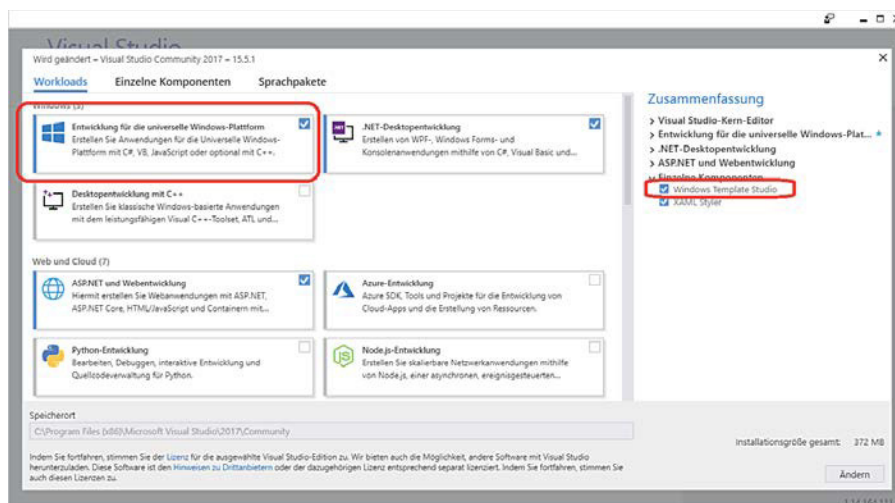 Visual Studio
Wird geändert – Visual Studio Community 2017 – 15.5.1
Workloads
Einzelne Komponenten
Sprachpakete
Windows (3)
Entwicklung für die universelle Windows-Plattform
Erstellen Sie Anwendungen für die Universelle Windows-
Plattform mit C#, VB, JavaScript oder optional mit C++.
.NET-Desktopentwicklung
Erstellen von WPF-, Windows Forms- und
Konsolenanwendungen mithilfe von C#, Visual Basic und...
Desktopentwicklung mit C++
Erstellen Sie klassische Windows-basierte Anwendungen
mit dem leistungsfähigen Visual C++-Toolset, ATL und...
Web und Cloud (7)
ASP.NET und Webentwicklung
Hiermit erstellen Sie Webanwendungen mit ASP.NET,
ASP.NET Core, HTML/JavaScript und Containern mit...
Azure-Entwicklung
Azure SDK, Tools und Projekte für die Entwicklung von
Cloud-Apps und die Erstellung von Ressourcen.
Python-Entwicklung
Bearbeiten, Debuggen, interaktive Entwicklung und
Quellcodeverwaltung für Python.
Node.js-Entwicklung
Erstellen Sie skalierbare Netzwerkanwendungen mithilfe
von Node.js, einer asynchronen, ereignisgesteuerten...
Zusammenfassung
Visual Studio-Kern-Editor
Entwicklung für die universelle Windows-Plat...
.NET-Desktopentwicklung
ASP.NET und Webentwicklung
Einzelne Komponenten
Windows Template Studio
XAML Styler
Speicherort
C:\Program Files (x86)\Microsoft Visual Studio\2017\Community
Installationsgröße gesamt: 372 MB
Indem Sie fortfahren, stimmen Sie der Lizenz für die ausgewählte Visual Studio-Edition zu. Wir bieten auch die Möglichkeit, andere Software mit Visual Studio
herunterzuladen. Diese Software ist den Hinweisen zu Drittanbietern oder der dazugehörigen Lizenz entsprechend separat lizenziert. Indem Sie fortfahren, stimmen Sie
auch diesen Lizenzen zu.
Ändern